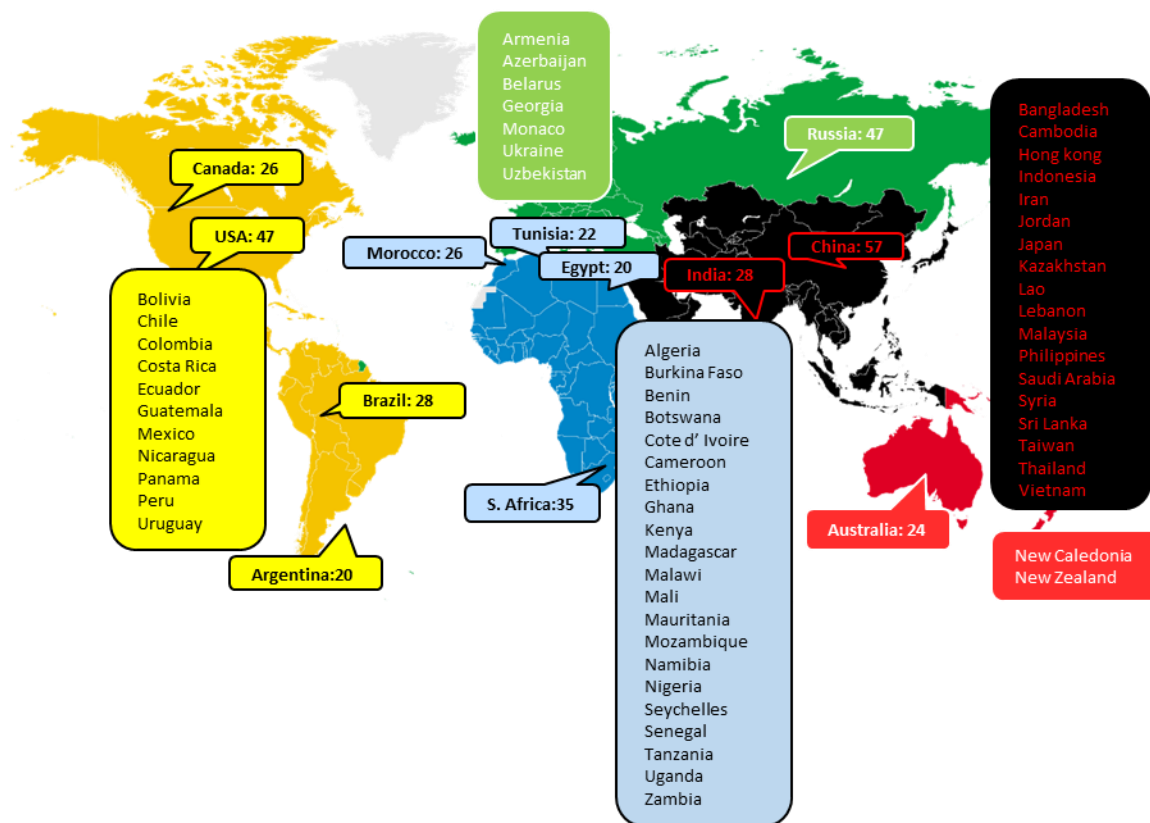 Armenia
Azerbaijan
Belarus
Georgia
Monaco
Ukraine
Uzbekistan
Russia: 47
Canada: 26
USA: 47
Bolivia
Chile
Colombia
Costa Rica
Ecuador
Guatemala
Mexico
Nicaragua
Panama
Peru
Uruguay
Brazil: 28
Argentina:20
Morocco: 26
Tunisia: 22
Egypt: 20
S. Africa:35
Algeria
Burkina Faso
Benin
Botswana
Cote d’ Ivoire
Cameroon
Ethiopia
Ghana
Kenya
Madagascar
Malawi
Mali
Mauritania
Mozambique
Namibia
Nigeria
Seychelles
Senegal
Tanzania
Uganda
Zambia
India: 28
China: 57
Bangladesh
Cambodia
Hong kong
Indonesia
Iran
Jordan
Japan
Kazakhstan
Lao
Lebanon
Malaysia
Philippines
Saudi Arabia
Syria
Sri Lanka
Taiwan
Thailand
Vietnam
Australia: 24
New Caledonia
New Zealand